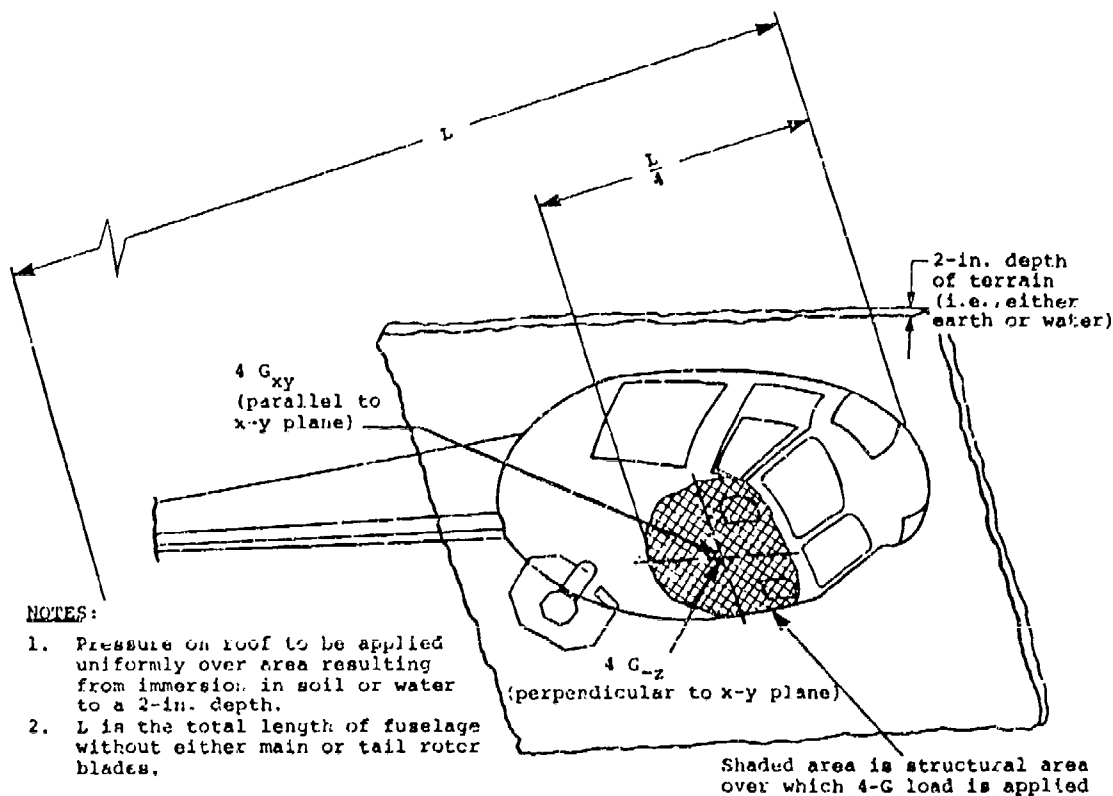 L
L
4
2-in. depth
of terrain
(i.e., either
earth or water)
4 Gxy
(parallel to
x-y plane)
4 G-z
(perpendicular to x-y plane)
NOTES:
1. Pressure on roof to be applied
uniformly over area resulting
from immersion in soil or water
to a 2-in. depth.
2. L is the total length of fuselage
without either main or tail rotor
blades.
Shaded area is structural area
over which 4-G load is applied